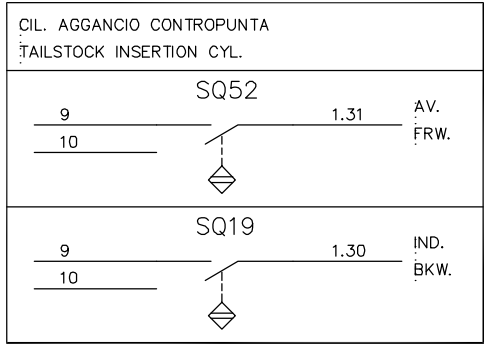 CIL. AGGANCIO CONTROPUNTA
TAILSTOCK INSERTION CYL.
SQ52
9
1.31
AV.
FRW.
10
SQ19
9
1.30
IND.
BKW.
10